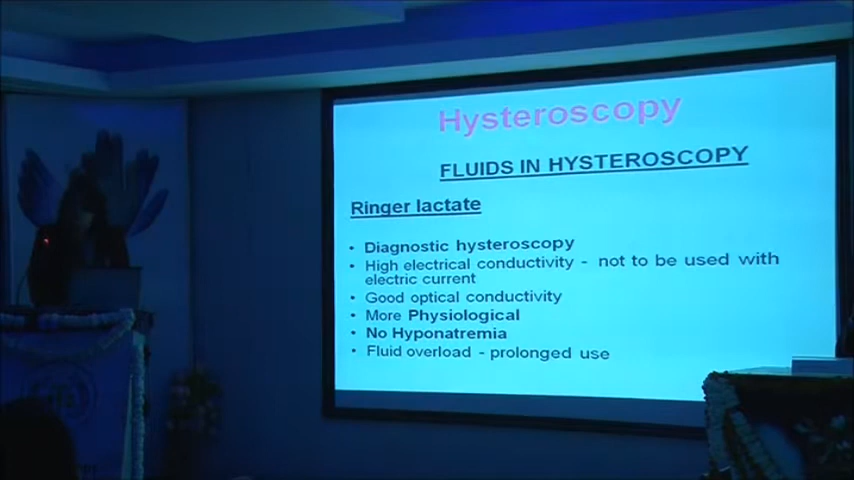 Hysteroscopy
FLUIDS IN HYSTEROSCOPY
Ringer lactate
• Diagnostic hysteroscopy
• High electrical conductivity - not to be used with
electric current
• Good optical conductivity
• More Physiological
• No Hyponatremia
• Fluid overload - prolonged use